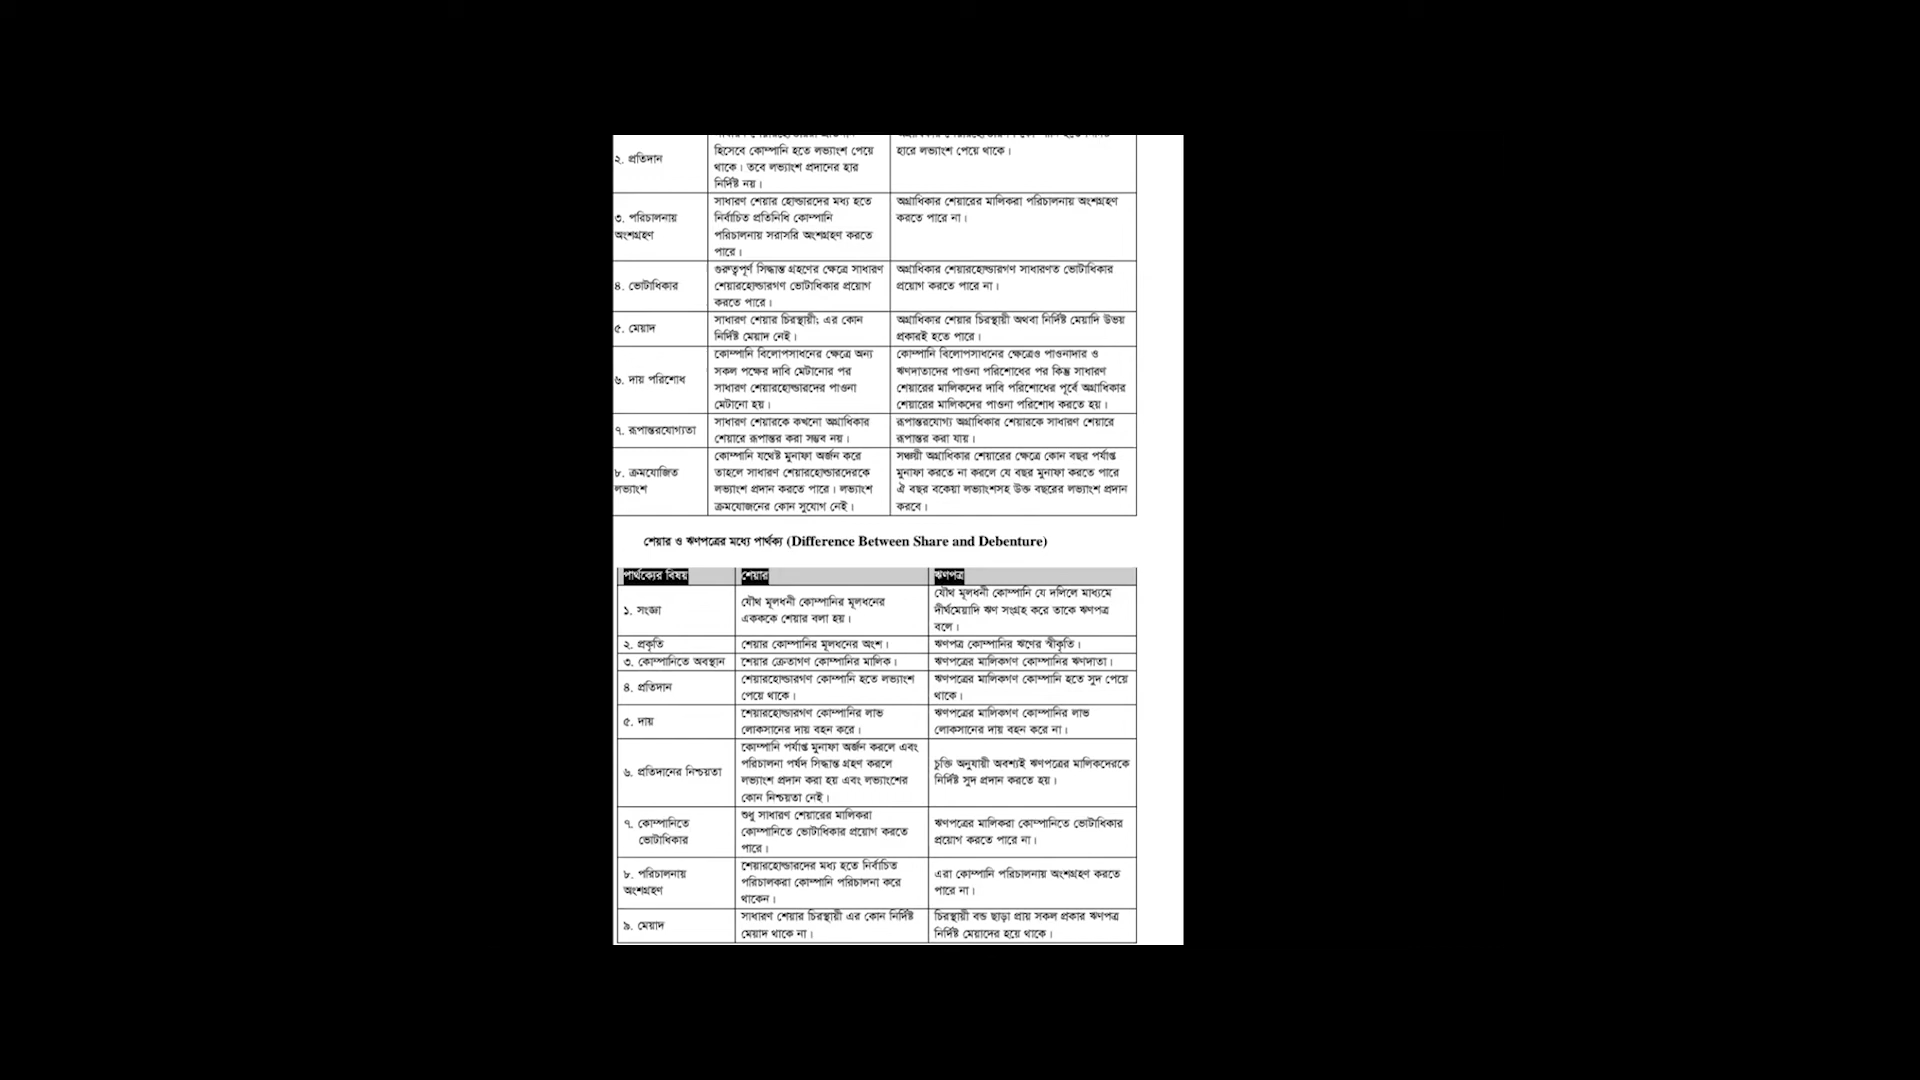 ২. প্রতিদান
হিসেবে কোম্পানি হতে লভ্যাংশ পেয়ে
থাকে। তবে লভ্যাংশ প্রদানের হার
নির্দিষ্ট নয়।
হারে লভ্যাংশ পেয়ে থাকে।
৩. পরিচালনায়
অংশগ্রহণ
সাধারণ শেয়ার হোল্ডারদের মধ্য হতে
নির্বাচিত প্রতিনিধি কোম্পানি
পরিচালনায় সরাসরি অংশগ্রহণ করতে
পারে।
অগ্রাধিকার শেয়ারের মালিকরা পরিচালনায় অংশগ্রহণ
করতে পারে না।
৪. ভোটাধিকার
গুরুত্বপূর্ণ সিদ্ধান্ত গ্রহণের ক্ষেত্রে সাধারণ
শেয়ারহোল্ডারগণ ভোটাধিকার প্রয়োগ
করতে পারে।
অগ্রাধিকার শেয়ারহোল্ডারগণ সাধারণত ভোটাধিকার
প্রয়োগ করতে পারে না।
৫. মেয়াদ
সাধারণ শেয়ার চিরস্থায়ী; এর কোন
নির্দিষ্ট মেয়াদ নেই।
অগ্রাধিকার শেয়ার চিরস্থায়ী অথবা নির্দিষ্ট মেয়াদি উভয়
প্রকারই হতে পারে।
৬. দায় পরিশোধ
কোম্পানি বিলোপসাধনের ক্ষেত্রে অন্য
সকল পক্ষের দাবি মেটানোর পর
সাধারণ শেয়ারহোল্ডারদের পাওনা
মেটানো হয়।
কোম্পানি বিলোপসাধনের ক্ষেত্রেও পাওনাদার ও
ঋণদাতাদের পাওনা পরিশোধের পর কিন্তু সাধারণ
শেয়ারের মালিকদের দাবি পরিশোধের পূর্বে অগ্রাধিকার
শেয়ারের মালিকদের পাওনা পরিশোধ করতে হয়।
৭. রূপান্তরযোগ্যতা
সাধারণ শেয়ারকে কখনো অগ্রাধিকার
শেয়ারে রূপান্তর করা সম্ভব নয়।
রূপান্তরযোগ্য অগ্রাধিকার শেয়ারকে সাধারণ শেয়ারে
রূপান্তর করা যায়।
৮. ক্রমযোজিত
লভ্যাংশ
কোম্পানি যথেষ্ট মুনাফা অর্জন করে
তাহলে সাধারণ শেয়ারহোল্ডারদেরকে
লভ্যাংশ প্রদান করতে পারে। লভ্যাংশ
ক্রমযোজনের কোন সুযোগ নেই।
সঞ্চয়ী অগ্রাধিকার শেয়ারের ক্ষেত্রে কোন বছর পর্যাপ্ত
মুনাফা করতে না করলে যে বছর মুনাফা করতে পারে
ঐ বছর বকেয়া লভ্যাংশসহ উক্ত বছরের লভ্যাংশ প্রদান
করবে।
শেয়ার ও ঋণপত্রের মধ্যে পার্থক্য (Difference Between Share and Debenture)
পার্থক্যের বিষয়
শেয়ার
ঋণপত্র
১. সংজ্ঞা
যৌথ মূলধনী কোম্পানির মূলধনের
একককে শেয়ার বলা হয়।
যৌথ মূলধনী কোম্পানি যে দলিলে মাধ্যমে
দীর্ঘমেয়াদি ঋণ সংগ্রহ করে তাকে ঋণপত্র
বলে।
২. প্রকৃতি
শেয়ার কোম্পানির মূলধনের অংশ।
ঋণপত্র কোম্পানির ঋণের স্বীকৃতি।
৩. কোম্পানিতে অবস্থান
শেয়ার ক্রেতাগণ কোম্পানির মালিক।
ঋণপত্রের মালিকগণ কোম্পানির ঋণদাতা।
৪. প্রতিদান
শেয়ারহোল্ডারগণ কোম্পানি হতে লভ্যাংশ
পেয়ে থাকে।
ঋণপত্রের মালিকগণ কোম্পানি হতে সুদ পেয়ে
থাকে।
৫. দায়
শেয়ারহোল্ডারগণ কোম্পানির লাভ
লোকসানের দায় বহন করে।
ঋণপত্রের মালিকগণ কোম্পানির লাভ
লোকসানের দায় বহন করে না।
৬. প্রতিদানের নিশ্চয়তা
কোম্পানি পর্যাপ্ত মুনাফা অর্জন করলে এবং
পরিচালনা পর্ষদ সিদ্ধান্ত গ্রহণ করলে
লভ্যাংশ প্রদান করা হয় এবং লভ্যাংশের
কোন নিশ্চয়তা নেই।
চুক্তি অনুযায়ী অবশ্যই ঋণপত্রের মালিকদেরকে
নির্দিষ্ট সুদ প্রদান করতে হয়।
৭. কোম্পানিতে
ভোটাধিকার
শুধু সাধারণ শেয়ারের মালিকরা
কোম্পানিতে ভোটাধিকার প্রয়োগ করতে
পারে।
ঋণপত্রের মালিকরা কোম্পানিতে ভোটাধিকার
প্রয়োগ করতে পারে না।
৮. পরিচালনায়
অংশগ্রহণ
শেয়ারহোল্ডারদের মধ্য হতে নির্বাচিত
পরিচালকরা কোম্পানি পরিচালনা করে
থাকেন।
এরা কোম্পানি পরিচালনায় অংশগ্রহণ করতে
পারে না।
৯. মেয়াদ
সাধারণ শেয়ার চিরস্থায়ী এর কোন নির্দিষ্ট
মেয়াদ থাকে না।
চিরস্থায়ী বন্ড ছাড়া প্রায় সকল প্রকার ঋণপত্র
নির্দিষ্ট মেয়াদের হয়ে থাকে।